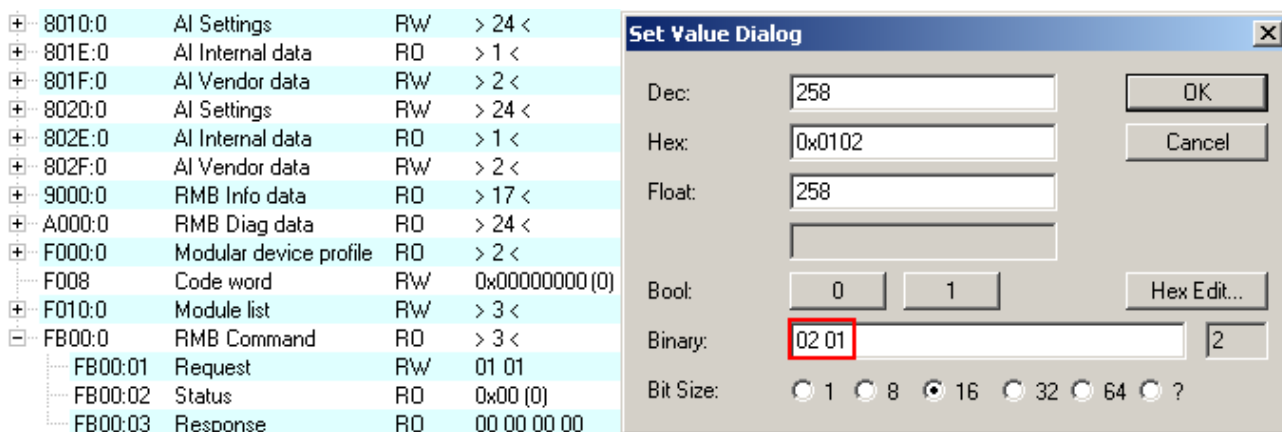 8010:0 AI Settings RW > 24 <
801E:0 AI Internal data RO > 1 <
801F:0 AI Vendor data RW > 2 <
8020:0 AI Settings RW > 24 <
802E:0 AI Internal data RO > 1 <
802F:0 AI Vendor data RW > 2 <
9000:0 RMB Info data RO > 17 <
A000:0 RMB Diag data RO > 24 <
F000:0 Modular device profile RO > 2 <
F008 Code word RW 0x00000000 (0)
F010:0 Module list RW > 3 <
FB00:0 RMB Command RO > 3 <
FB00:01 Request RW 01 01
FB00:02 Status RO 0x00 (0)
FB00:03 Response RO 00 00 00 00
Set Value Dialog
Dec: 258 OK
Hex: 0x0102 Cancel
Float: 258
Bool: 0 1 Hex Edit...
Binary: 02 01 2
Bit Size: 1 8 16 32 64 ?